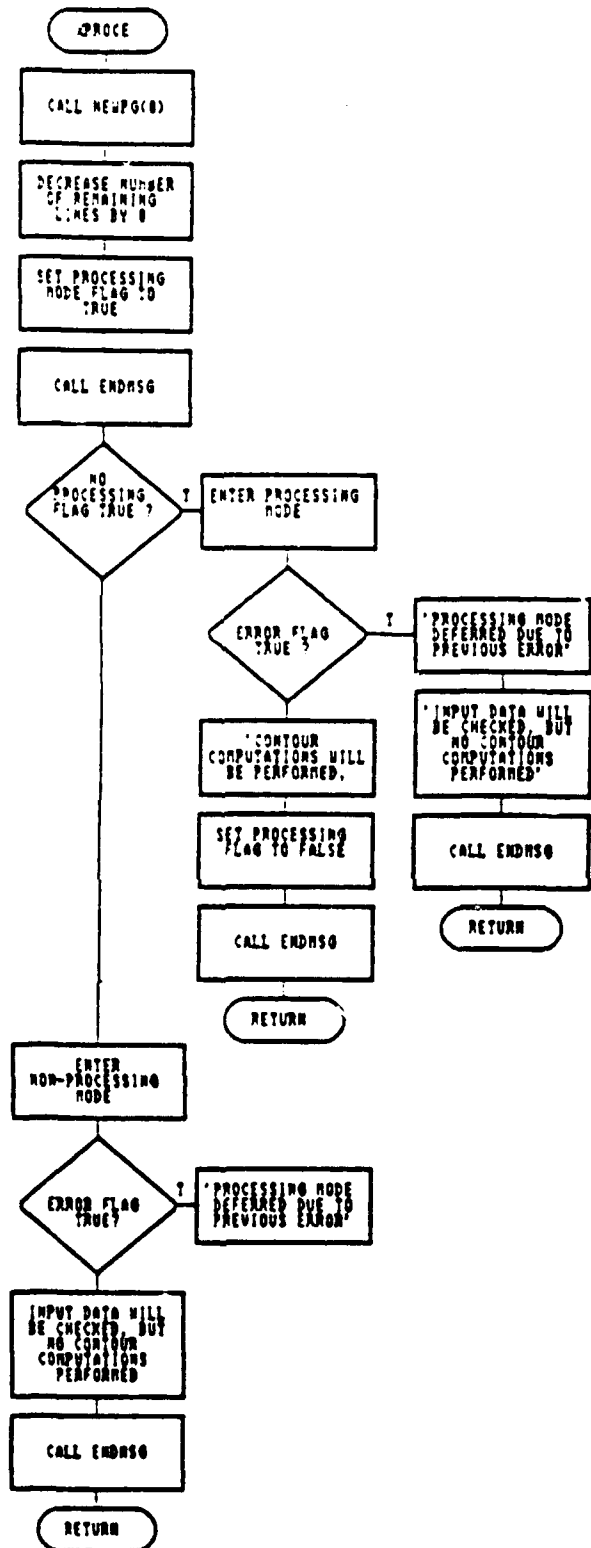 XPROCE
CALL NEWPG(8)
DECREASE NUMBER
OF REMAINING
LINES BY 8
SET PROCESSING
MODE FLAG TO
TRUE
CALL ENDMSG
NO
PROCESSING
FLAG TRUE ?
T
ENTER PROCESSING
MODE
ERROR FLAG
TRUE ?
T
'PROCESSING MODE
DEFERRED DUE TO
PREVIOUS ERROR'
'INPUT DATA WILL
BE CHECKED, BUT
NO CONTOUR
COMPUTATIONS
PERFORMED'
CALL ENDMSG
RETURN
'CONTOUR
COMPUTATIONS WILL
BE PERFORMED.
SET PROCESSING
FLAG TO FALSE
CALL ENDMSG
RETURN
ENTER
NON-PROCESSING
MODE
ERROR FLAG
TRUE?
T
'PROCESSING MODE
DEFERRED DUE TO
PREVIOUS ERROR'
INPUT DATA WILL
BE CHECKED, BUT
NO CONTOUR
COMPUTATIONS
PERFORMED
CALL ENDMSG
RETURN